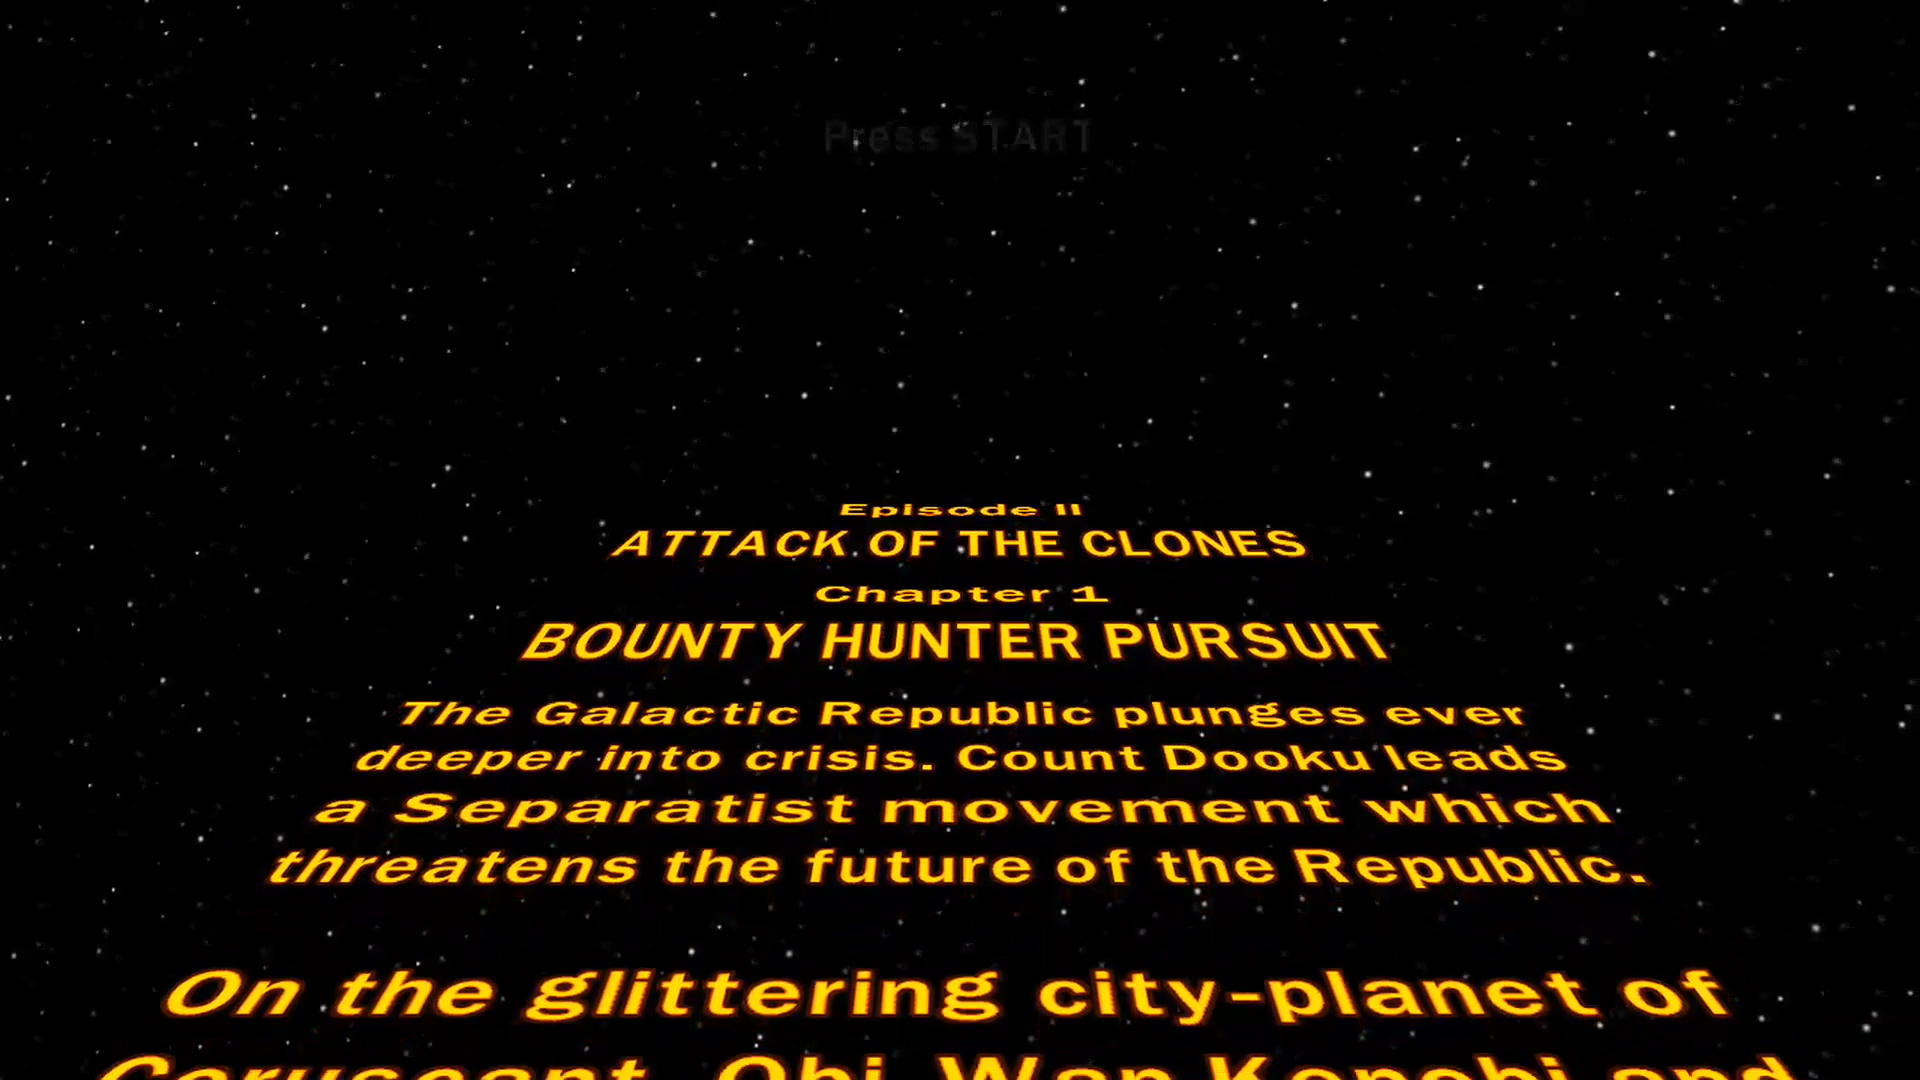 Press START
Episode II
ATTACK OF THE CLONES
Chapter 1
BOUNTY HUNTER PURSUIT
The Galactic Republic plunges ever
deeper into crisis. Count Dooku leads
a Separatist movement which
threatens the future of the Republic.
On the glittering city-planet of
Coruscant, Obi-Wan Kenobi and